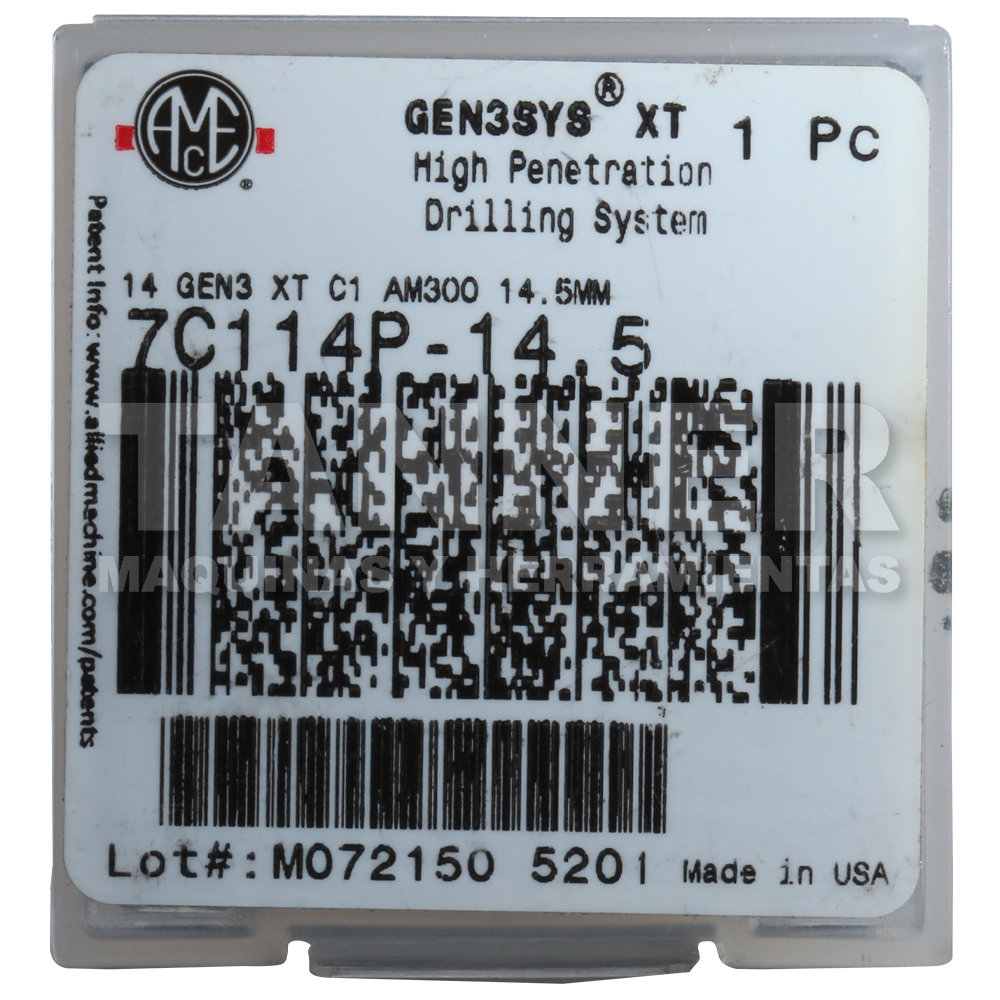 AMEC®
GEN3SYS® XT 1 Pc
High Penetration
Drilling System
14 GEN3 XT C1 AM300 14.5MM
7C114P-14.5
TANNER
MAQUINAS Y HERRAMIENTAS
Lot#: M072150 5201 Made in USA
Patent Info: www.alliedmachine.com/patents